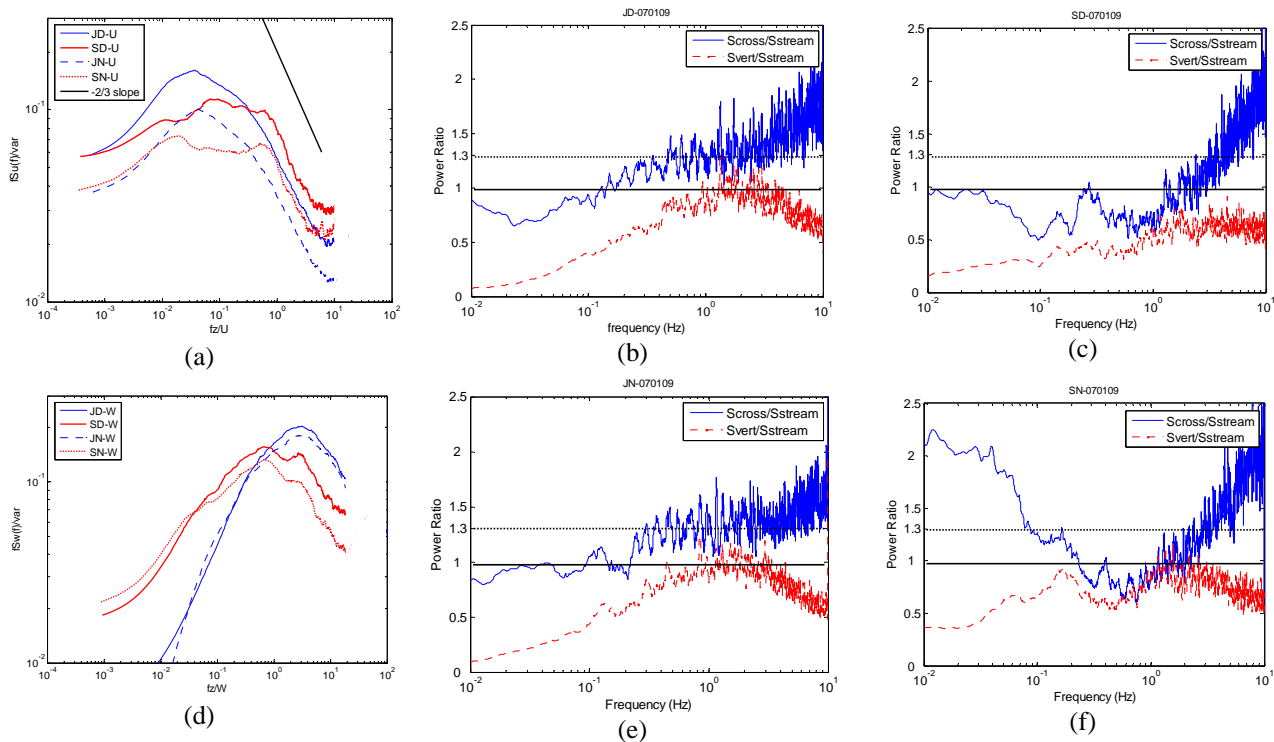 JD-U
SD-U
JN-U
SN-U
-2/3 slope
fSu(f)/var
10^-1
10^-2
10^-4 10^-3 10^-2 10^-1 10^0 10^1 10^2
fz/U
(a)
JD-070109
Scross/Sstream
Svert/Sstream
Power Ratio
2.5
2
1.5
1.3
1
0.5
0
10^-2 10^-1 10^0 10^1
frequency (Hz)
(b)
SD-070109
Scross/Sstream
Svert/Sstream
Power Ratio
2.5
2
1.5
1.3
1
0.5
0
10^-2 10^-1 10^0 10^1
Frequency (Hz)
(c)
JD-W
SD-W
JN-W
SN-W
fSw(f)/var
10^-1
10^-2
10^-4 10^-3 10^-2 10^-1 10^0 10^1 10^2
fz/W
(d)
JN-070109
Scross/Sstream
Svert/Sstream
Power Ratio
2.5
2
1.5
1.3
1
0.5
0
10^-2 10^-1 10^0 10^1
Frequency (Hz)
(e)
SN-070109
Scross/Sstream
Svert/Sstream
Power Ratio
2.5
2
1.5
1.3
1
0.5
0
10^-2 10^-1 10^0 10^1
Frequency (Hz)
(f)